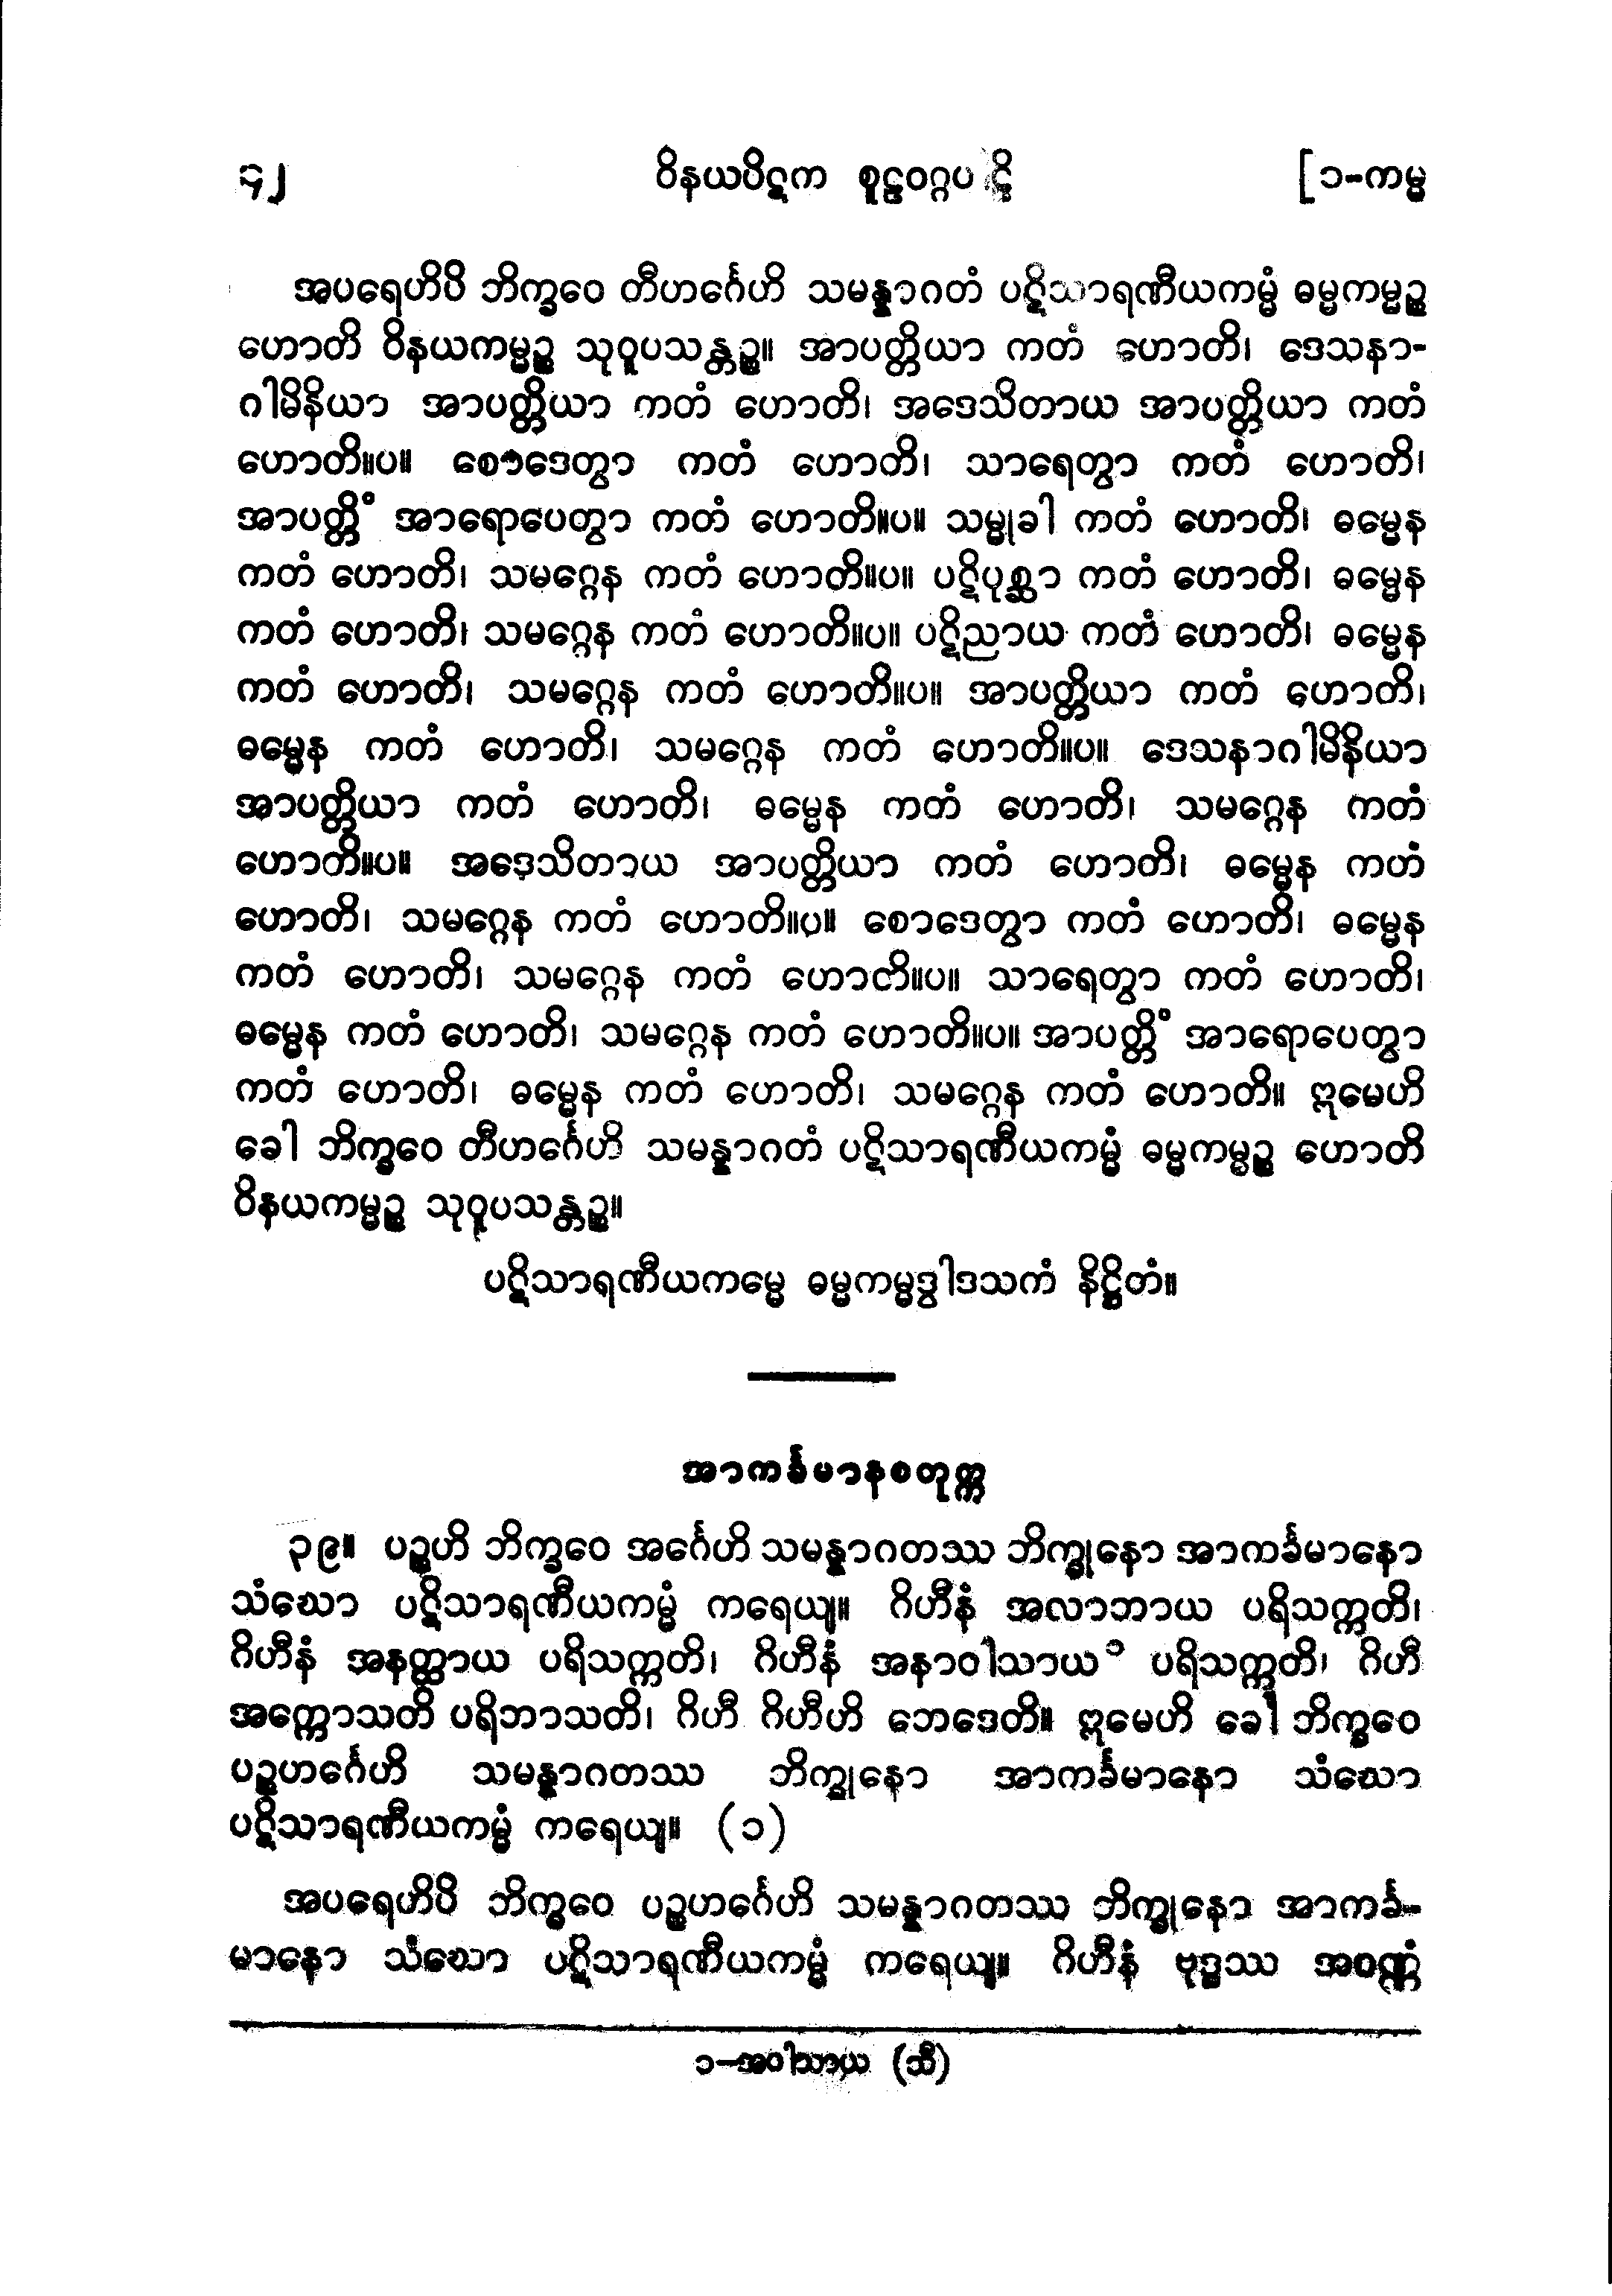 ၄၂ ဝိနယပိဋက စူဠဝဂ္ဂပါဠိ [၁-ကမ္မ
အပရေဟိပိ ဘိက္ခဝေ တီဟင်္ဂေဟိ သမန္နာဂတံ ပဋိသာရဏီယကမ္မံ ဓမ္မကမ္မဉ္စ
ဟောတိ ဝိနယကမ္မဉ္စ သုဝူပသန္တဉ္စ။ အာပတ္တိယာ ကတံ ဟောတိ၊ ဒေသနာ-
ဂါမိနိယာ အာပတ္တိယာ ကတံ ဟောတိ၊ အဒေသိတာယ အာပတ္တိယာ ကတံ
ဟောတိ။ပ။ စောဒေတွာ ကတံ ဟောတိ၊ သာရေတွာ ကတံ ဟောတိ၊
အာပတ္တိံ အာရောပေတွာ ကတံ ဟောတိ။ပ။ သမ္မုခါ ကတံ ဟောတိ၊ ဓမ္မေန
ကတံ ဟောတိ၊ သမဂ္ဂေန ကတံ ဟောတိ။ပ။ ပဋိပုစ္ဆာ ကတံ ဟောတိ၊ ဓမ္မေန
ကတံ ဟောတိ၊ သမဂ္ဂေန ကတံ ဟောတိ။ပ။ ပဋိညာယ ကတံ ဟောတိ၊ ဓမ္မေန
ကတံ ဟောတိ၊ သမဂ္ဂေန ကတံ ဟောတိ။ပ။ အာပတ္တိယာ ကတံ ဟောတိ၊
ဓမ္မေန ကတံ ဟောတိ၊ သမဂ္ဂေန ကတံ ဟောတိ။ပ။ ဒေသနာဂါမိနိယာ
အာပတ္တိယာ ကတံ ဟောတိ၊ ဓမ္မေန ကတံ ဟောတိ၊ သမဂ္ဂေန ကတံ
ဟောတိ။ပ။ အဒေသိတာယ အာပတ္တိယာ ကတံ ဟောတိ၊ ဓမ္မေန ကတံ
ဟောတိ၊ သမဂ္ဂေန ကတံ ဟောတိ။ပ။ စောဒေတွာ ကတံ ဟောတိ၊ ဓမ္မေန
ကတံ ဟောတိ၊ သမဂ္ဂေန ကတံ ဟောတိ။ပ။ သာရေတွာ ကတံ ဟောတိ၊
ဓမ္မေန ကတံ ဟောတိ၊ သမဂ္ဂေန ကတံ ဟောတိ။ပ။ အာပတ္တိံ အာရောပေတွာ
ကတံ ဟောတိ၊ ဓမ္မေန ကတံ ဟောတိ၊ သမဂ္ဂေန ကတံ ဟောတိ။ ဣမေဟိ
ခေါ ဘိက္ခဝေ တီဟင်္ဂေဟိ သမန္နာဂတံ ပဋိသာရဏီယကမ္မံ ဓမ္မကမ္မဉ္စ ဟောတိ
ဝိနယကမ္မဉ္စ သုဝူပသန္တဉ္စ။
ပဋိသာရဏီယကမ္မေ ဓမ္မကမ္မဒွါဒသကံ နိဋ္ဌိတံ။
အာကင်္ခမာနစတုက္က
၃၉။ ပဉ္စဟိ ဘိက္ခဝေ အင်္ဂေဟိ သမန္နာဂတဿ ဘိက္ခုနော အာကင်္ခမာနော
သံဃော ပဋိသာရဏီယကမ္မံ ကရေယျ။ ဂိဟီနံ အလာဘာယ ပရိသက္ကတိ၊
ဂိဟီနံ အနတ္ထာယ ပရိသက္ကတိ၊ ဂိဟီနံ အနာဝါသာယ ၁ ပရိသက္ကတိ၊ ဂိဟီ
အက္ကောသတိ ပရိဘာသတိ၊ ဂိဟီ ဂိဟီဟိ ဘေဒေတိ။ ဣမေဟိ ခေါ ဘိက္ခဝေ
ပဉ္စဟင်္ဂေဟိ သမန္နာဂတဿ ဘိက္ခုနော အာကင်္ခမာနော သံဃော
ပဋိသာရဏီယကမ္မံ ကရေယျ။ (၁)
အပရေဟိပိ ဘိက္ခဝေ ပဉ္စဟင်္ဂေဟိ သမန္နာဂတဿ ဘိက္ခုနော အာကင်္ခ-
မာနော သံဃော ပဋိသာရဏီယကမ္မံ ကရေယျ။ ဂိဟီနံ ဗုဒ္ဓဿ အဝဏ္ဏံ
၁-အဝါသာယ (သီ)